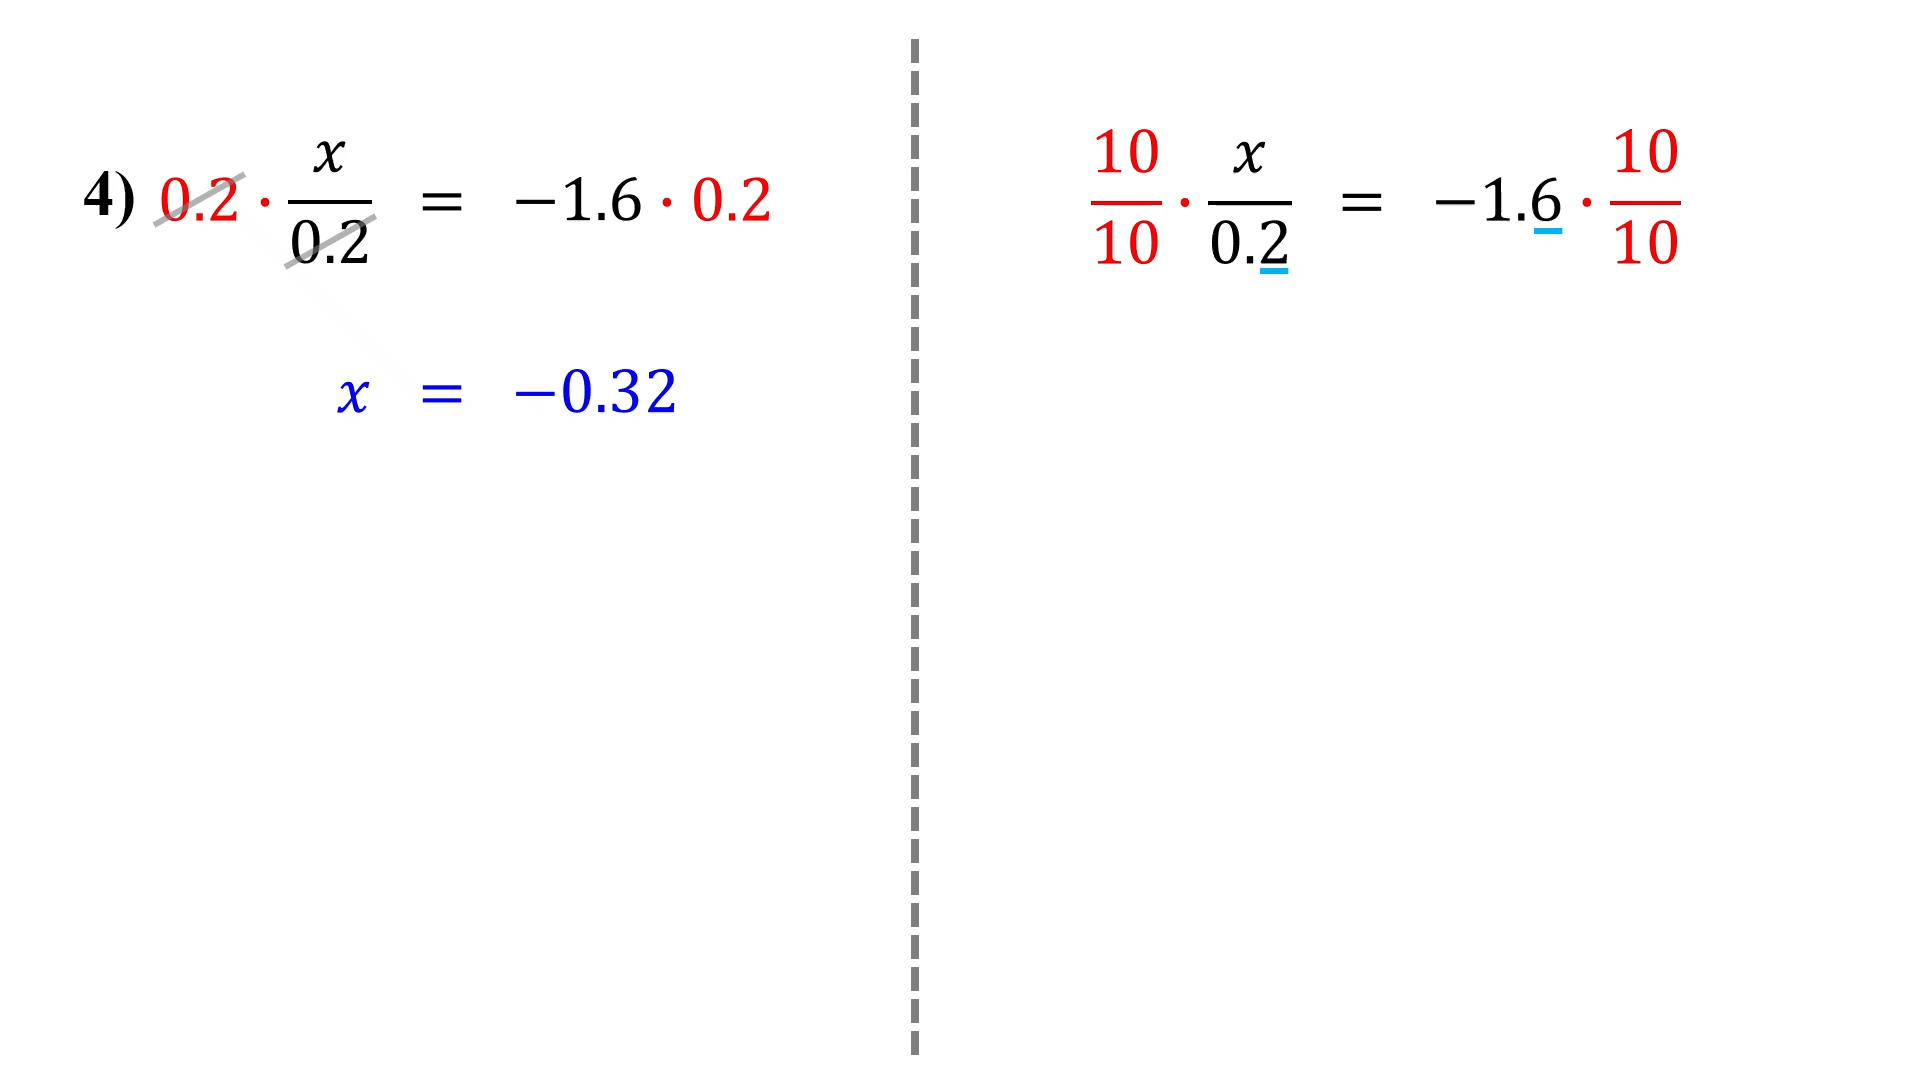 4) 0.2 · x/0.2 = −1.6 · 0.2
x = −0.32
10/10 · x/0.2 = −1.6 · 10/10